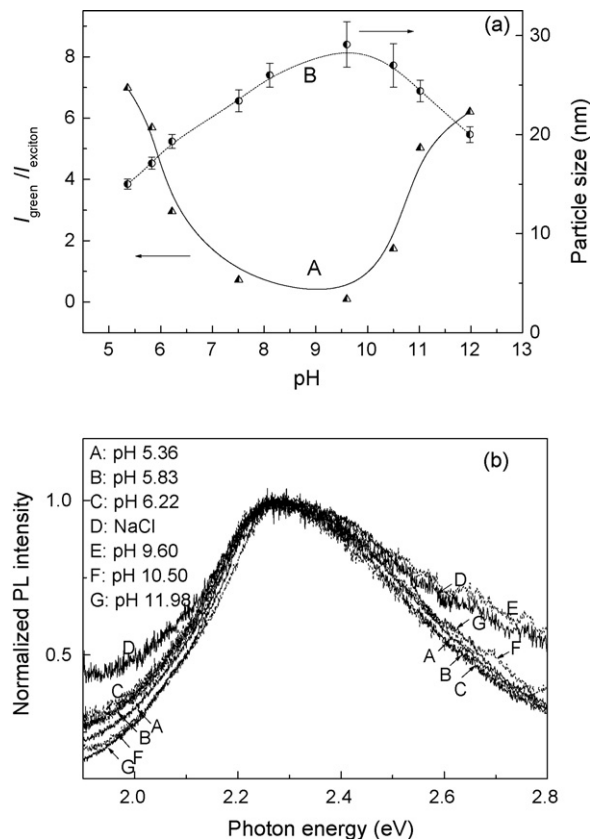 (a)
8
6
4
2
0
I green / I exciton
30
20
10
0
Particle size (nm)
B
A
5 6 7 8 9 10 11 12 13
pH
(b)
A: pH 5.36
B: pH 5.83
C: pH 6.22
D: NaCl
E: pH 9.60
F: pH 10.50
G: pH 11.98
1.0
0.5
Normalized PL intensity
D
C
A
B
F
G
D
E
G
F
A
B
C
2.0 2.2 2.4 2.6 2.8
Photon energy (eV)